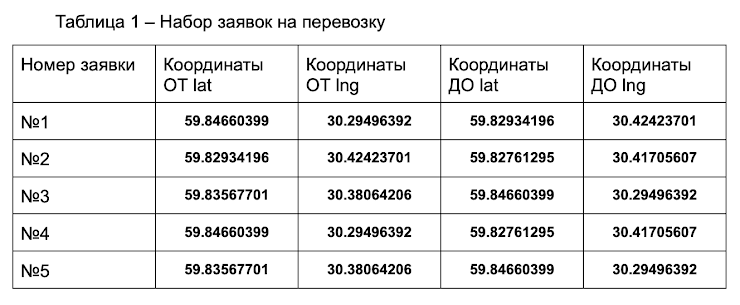 Таблица 1 – Набор заявок на перевозку
Номер заявки Координаты ОТ lat Координаты ОТ lng Координаты ДО lat Координаты ДО lng
№1 59.84660399 30.29496392 59.82934196 30.42423701
№2 59.82934196 30.42423701 59.82761295 30.41705607
№3 59.83567701 30.38064206 59.84660399 30.29496392
№4 59.84660399 30.29496392 59.82761295 30.41705607
№5 59.83567701 30.38064206 59.84660399 30.29496392